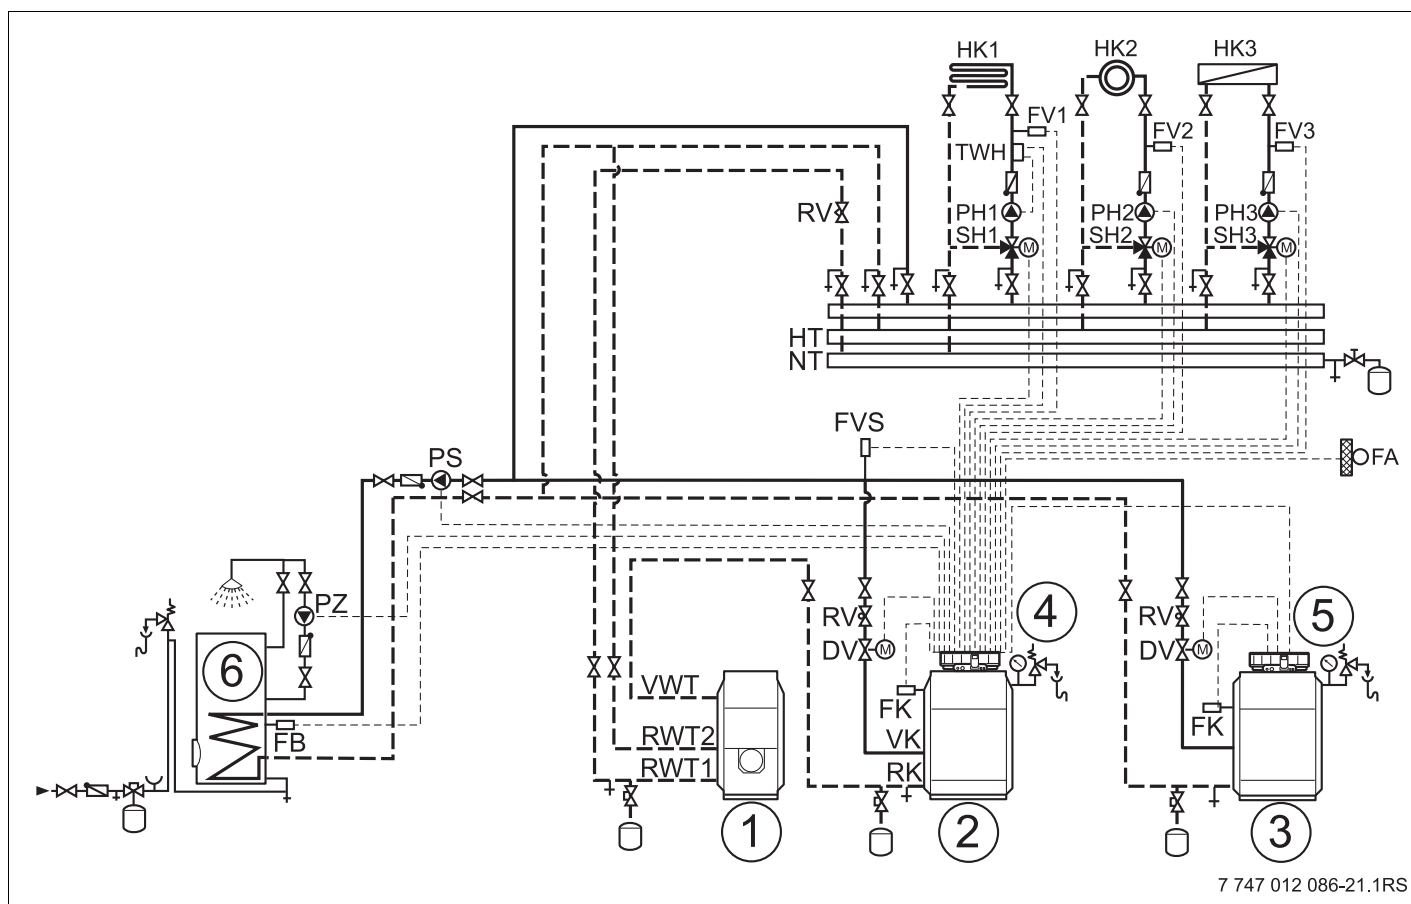 HK1 HK2 HK3
FV1 FV2 FV3
TWH
RV PH1 PH2 PH3
SH1 M SH2 M SH3 M
HT
NT
FVS
PS FA
PZ 4 5
RV RV
DV M DV M
6 VWT FK FK
FB RWT2 VK
RWT1 RK
1 2 3
7 747 012 086-21.1RS